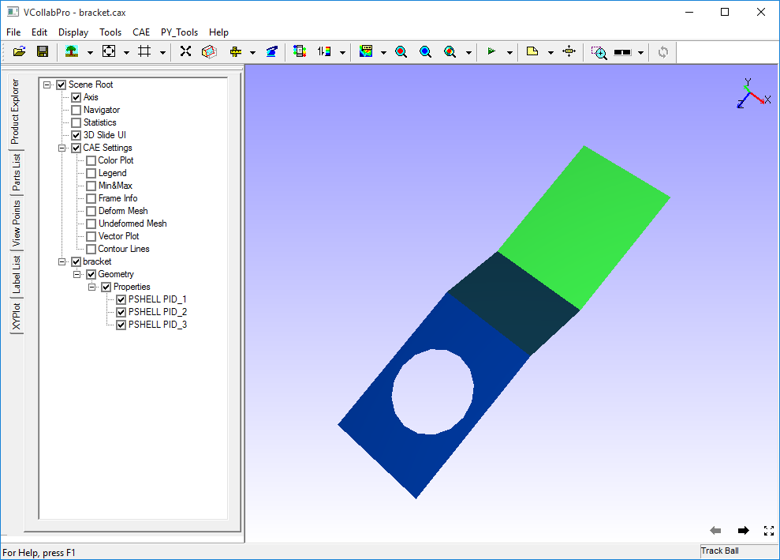 VCollabPro - bracket.cax
File Edit Display Tools CAE PY_Tools Help
Product Explorer
Parts List
View Points
Label List
XYPlot
Scene Root
Axis
Navigator
Statistics
3D Slide UI
CAE Settings
Color Plot
Legend
Min&Max
Frame Info
Deform Mesh
Undeformed Mesh
Vector Plot
Contour Lines
bracket
Geometry
Properties
PSHELL PID_1
PSHELL PID_2
PSHELL PID_3
Y
X
Z
For Help, press F1
Track Ball